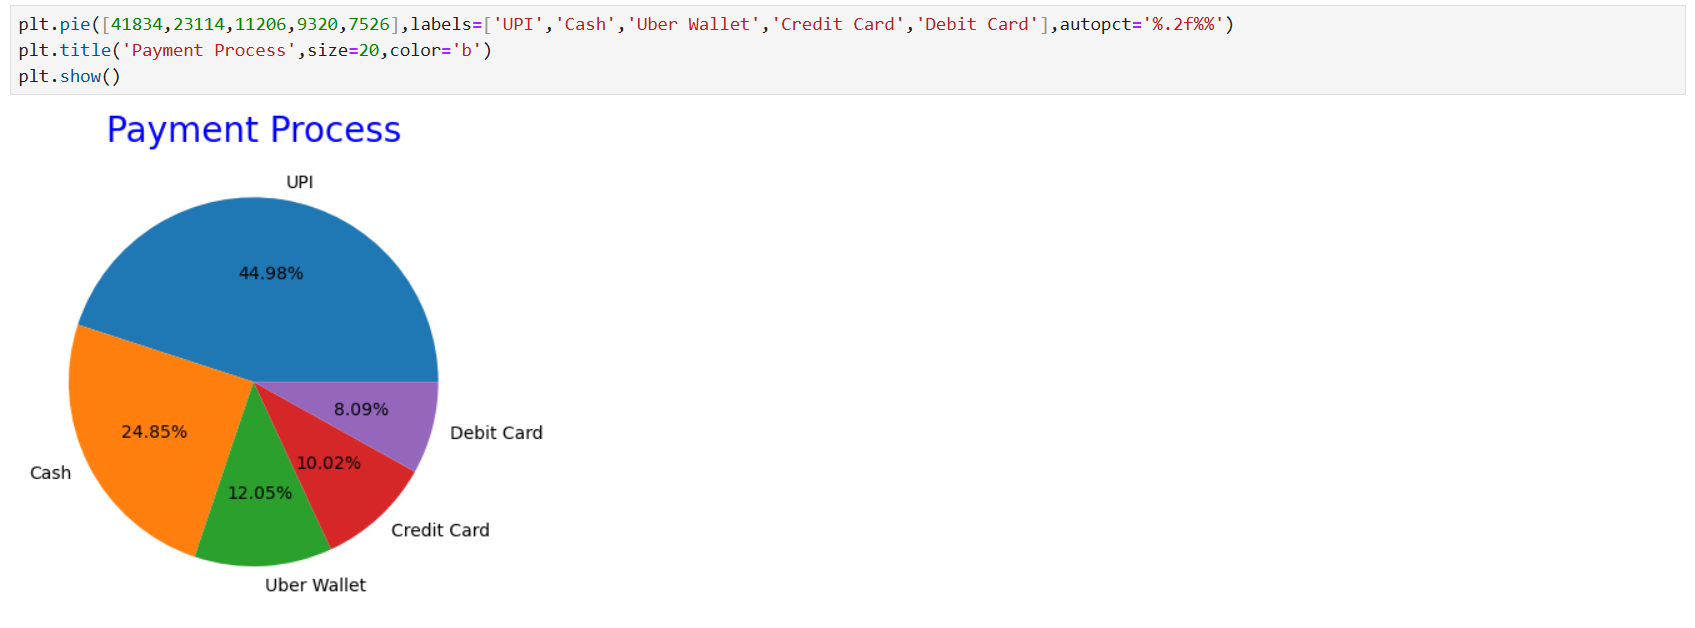 plt.pie([41834,23114,11206,9320,7526],labels=['UPI','Cash','Uber Wallet','Credit Card','Debit Card'],autopct='%.2f%%')
plt.title('Payment Process',size=20,color='b')
plt.show()
Payment Process
UPI
44.98%
8.09%
24.85%
Debit Card
10.02%
Cash
12.05%
Credit Card
Uber Wallet